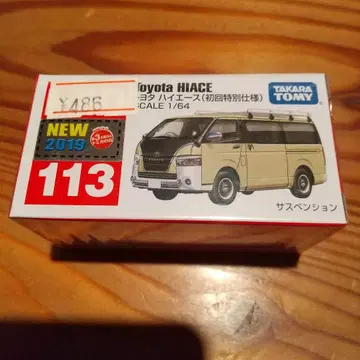 Toyota HIACE
トヨタ ハイエース(初回特別仕様)
SCALE 1/64
TAKARA TOMY
¥486
NEW
2019
113
サスペンション